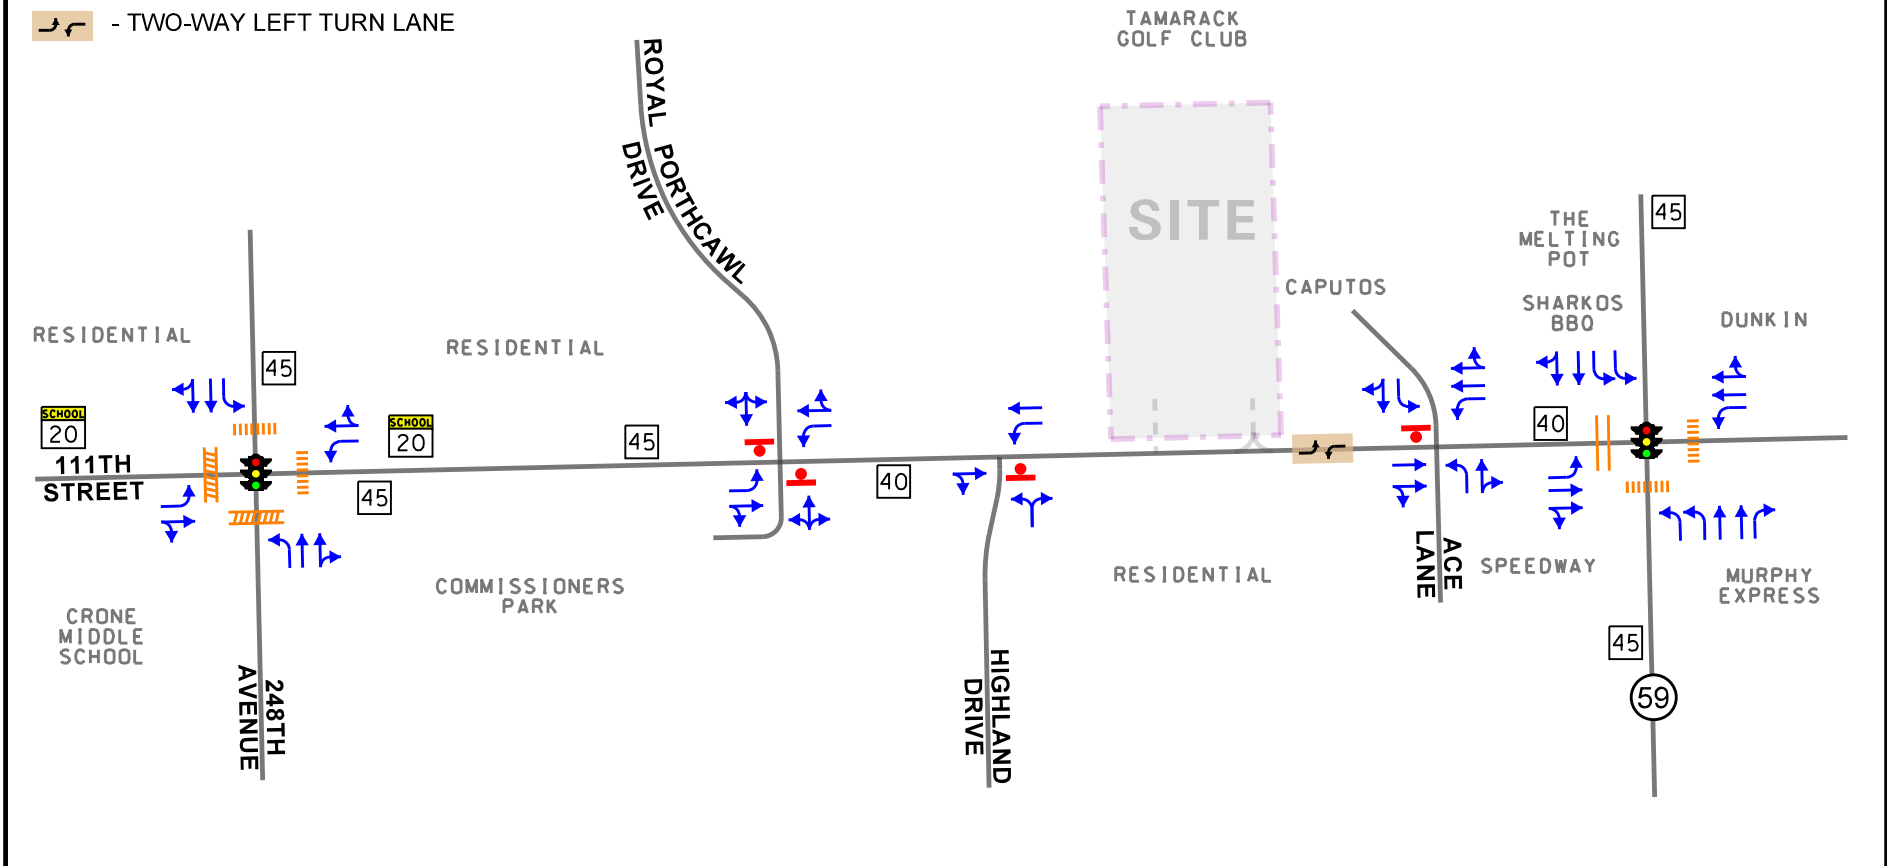 - TWO-WAY LEFT TURN LANE
TAMARACK
GOLF CLUB
ROYAL PORTHCAWL
DRIVE
SITE
45
THE
MELTING
POT
CAPUTOS
SHARKOS
BBQ
DUNKIN
RESIDENTIAL
RESIDENTIAL
45
SCHOOL
20
SCHOOL
20
45
40
111TH
STREET
45
40
COMMISSIONERS
PARK
RESIDENTIAL
ACE
LANE
SPEEDWAY
MURPHY
EXPRESS
CRONE
MIDDLE
SCHOOL
248TH
AVENUE
HIGHLAND
DRIVE
45
59